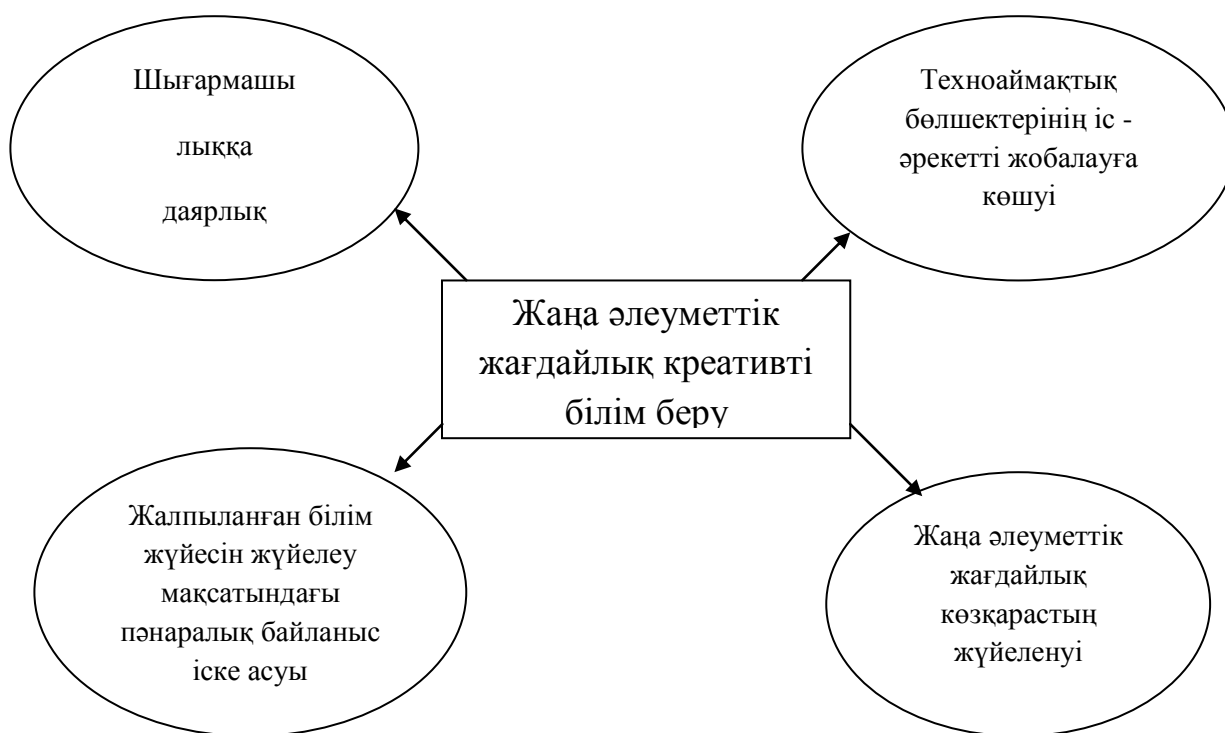 Шығармашы
лыққа
даярлық
Техноаймақтық
бөлшектерінің іс -
әрекетті жобалауға
көшуі
Жаңа әлеуметтік
жағдайлық креативті
білім беру
Жалпыланған білім
жүйесін жүйелеу
мақсатындағы
пәнаралық байланыс
іске асуы
Жаңа әлеуметтік
жағдайлық
көзқарастың
жүйеленуі